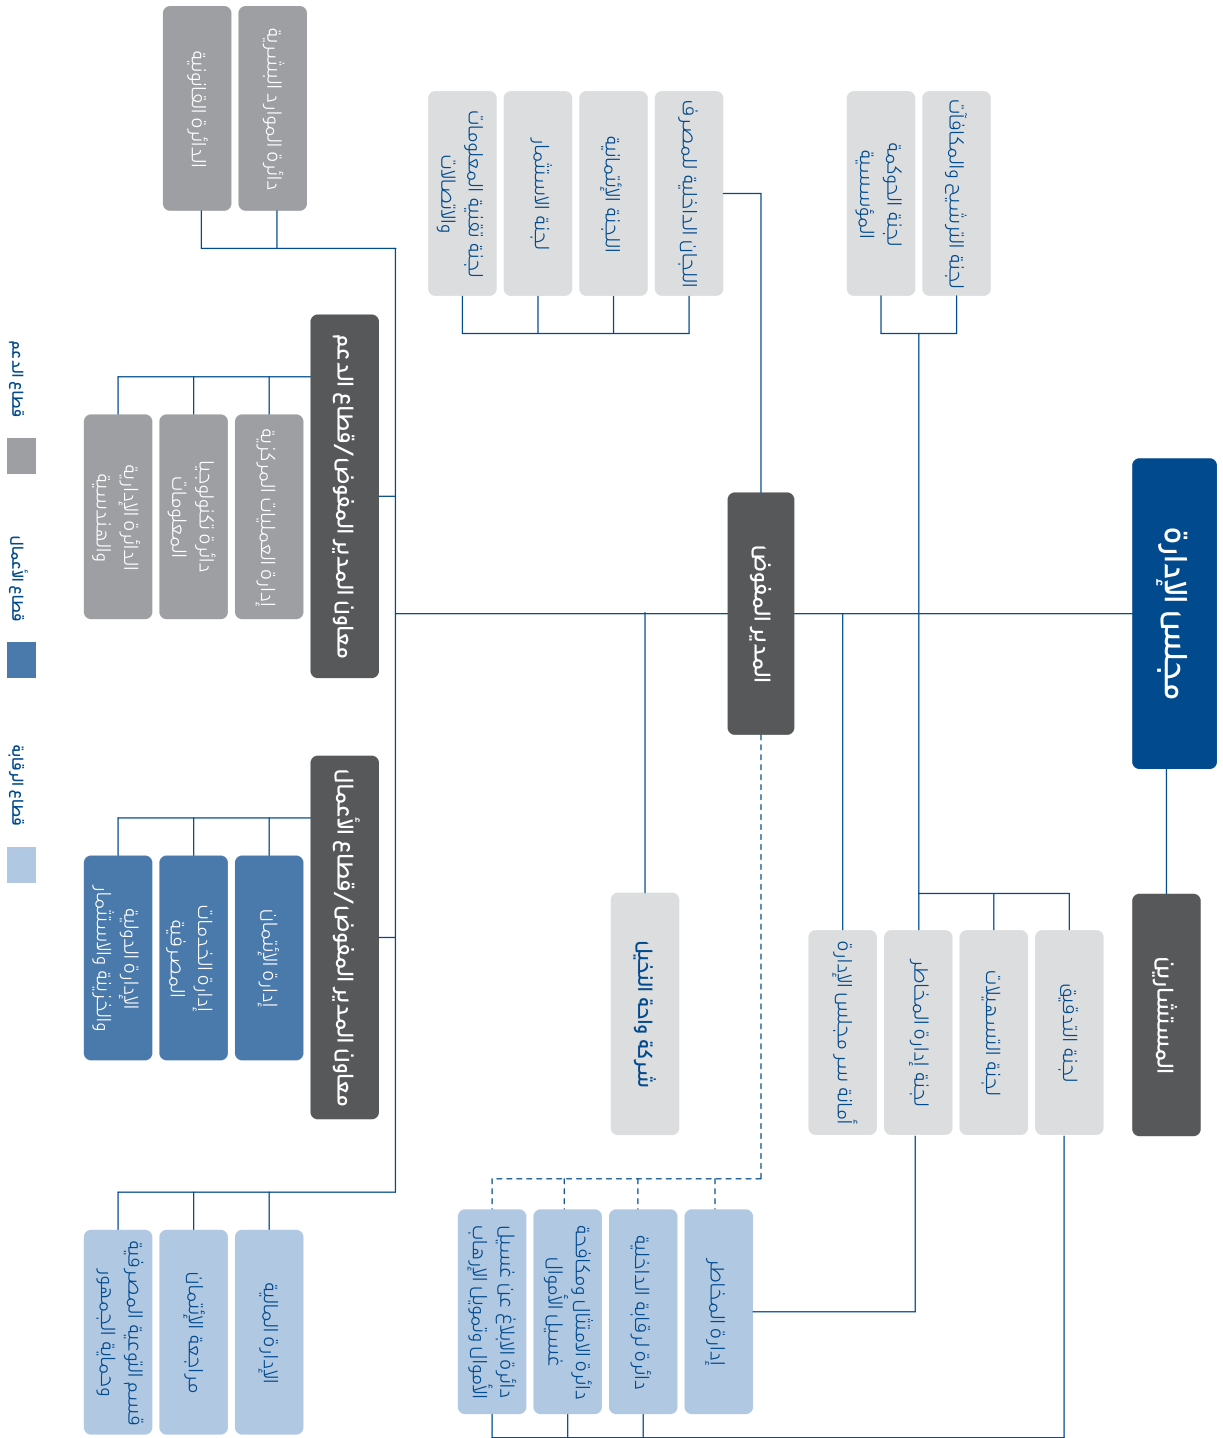 مجلس الإدارة
المستشارين
لجنة الترشيح والمكافآت
لجنة الحوكمة
المؤسسية
لجنة التدقيق
لجنة التسهيلات
لجنة إدارة المخاطر
أمانة سر مجلس الإدارة
المدير المفوض
اللجان الداخلية للمصرف
اللجنة الائتمانية
لجنة الاستثمار
لجنة تقنية المعلومات
والاتصالات
شركة واحة النخيل
إدارة المخاطر
دائرة لرقابة الداخلية
دائرة الامتثال ومكافحة
غسيل الأموال
دائرة الابلاغ عن غسيل
الأموال وتمويل الإرهاب
دائرة الموارد البشرية
الدائرة القانونية
معاون المدير المفوض/قطاع الدعم
إدارة العمليات المركزية
دائرة تكنولوجيا
المعلومات
الدائرة الإدارية
والهندسية
معاون المدير المفوض/قطاع الأعمال
إدارة الإئتمان
إدارة الخدمات
المصرفية
الإدارة الدولية
والخزينة والاستثمار
الإدارة المالية
مراجعة الإئتمان
قسم التوعية المصرفية
وحماية الجمهور
قطاع الدعم
قطاع الأعمال
قطاع الرقابة